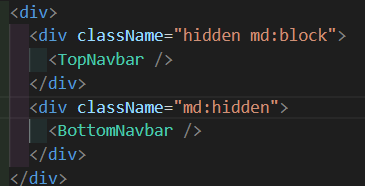 <div>
<div className="hidden md:block">
<TopNavbar />
</div>
<div className="md:hidden">
<BottomNavbar />
</div>
</div>